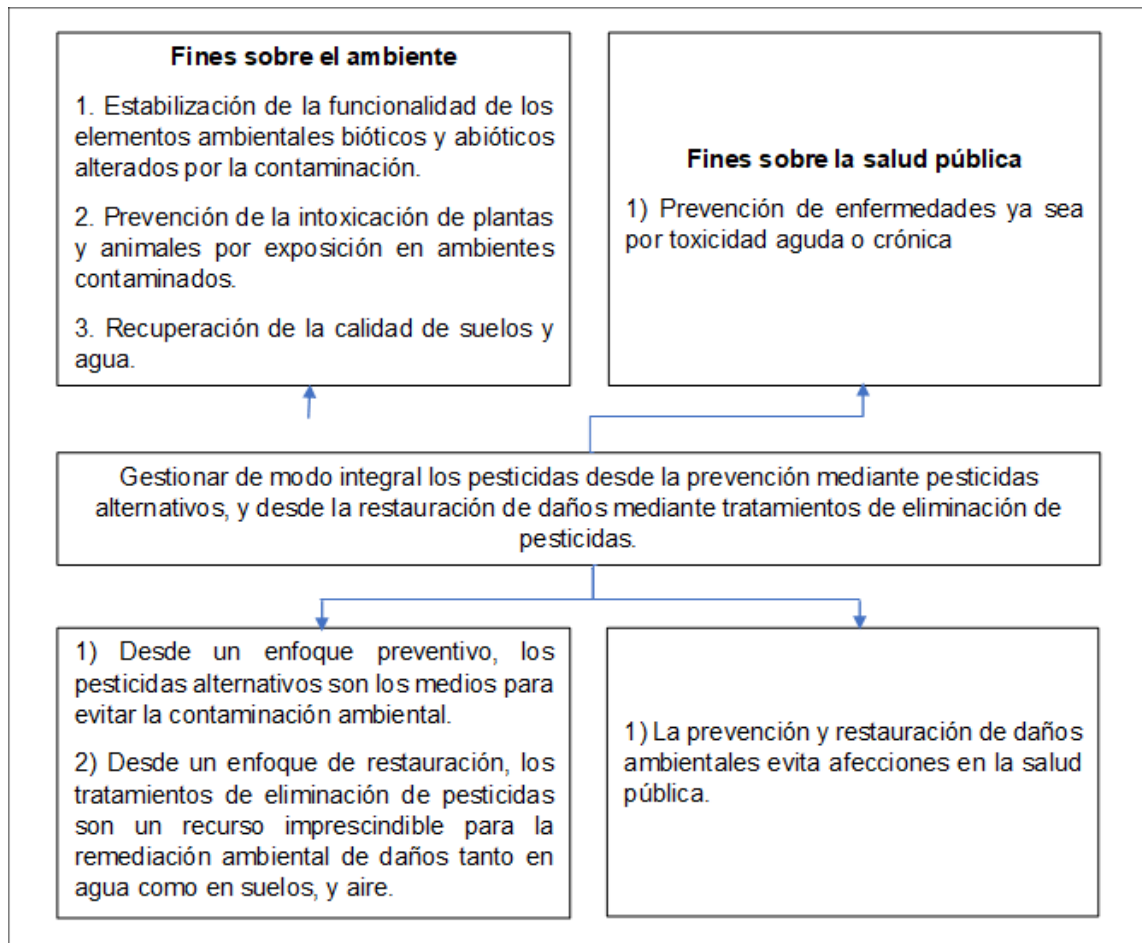 Fines sobre el ambiente
1. Estabilización de la funcionalidad de los
elementos ambientales bióticos y abióticos
alterados por la contaminación.
2. Prevención de la intoxicación de plantas
y animales por exposición en ambientes
contaminados.
3. Recuperación de la calidad de suelos y
agua.
Fines sobre la salud pública
1) Prevención de enfermedades ya sea
por toxicidad aguda o crónica
Gestionar de modo integral los pesticidas desde la prevención mediante pesticidas
alternativos, y desde la restauración de daños mediante tratamientos de eliminación de
pesticidas.
1) Desde un enfoque preventivo, los
pesticidas alternativos son los medios para
evitar la contaminación ambiental.
2) Desde un enfoque de restauración, los
tratamientos de eliminación de pesticidas
son un recurso imprescindible para la
remediación ambiental de daños tanto en
agua como en suelos, y aire.
1) La prevención y restauración de daños
ambientales evita afecciones en la salud
pública.